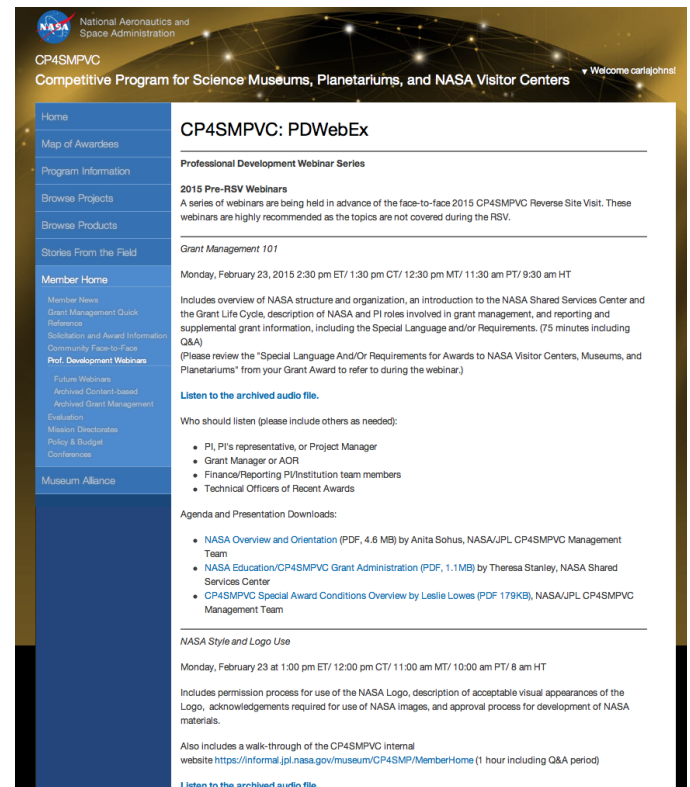 NASA
National Aeronautics and
Space Administration
CP4SMPVC
Competitive Program for Science Museums, Planetariums, and NASA Visitor Centers
▼ Welcome carlajohns!
Home
Map of Awardees
Program Information
Browse Projects
Browse Products
Stories From the Field
Member Home
Member News
Grant Management Quick
Reference
Solicitation and Award Information
Community Face-to-Face
Prof. Development Webinars
Future Webinars
Archived Content-based
Archived Grant Management
Evaluation
Mission Directorates
Policy & Budget
Conferences
Museum Alliance
CP4SMPVC: PDWebEx
Professional Development Webinar Series
2015 Pre-RSV Webinars
A series of webinars are being held in advance of the face-to-face 2015 CP4SMPVC Reverse Site Visit. These
webinars are highly recommended as the topics are not covered during the RSV.
Grant Management 101
Monday, February 23, 2015 2:30 pm ET/ 1:30 pm CT/ 12:30 pm MT/ 11:30 am PT/ 9:30 am HT
Includes overview of NASA structure and organization, an introduction to the NASA Shared Services Center and
the Grant Life Cycle, description of NASA and PI roles involved in grant management, and reporting and
supplemental grant information, including the Special Language and/or Requirements. (75 minutes including
Q&A)
(Please review the "Special Language And/Or Requirements for Awards to NASA Visitor Centers, Museums, and
Planetariums" from your Grant Award to refer to during the webinar.)
Listen to the archived audio file.
Who should listen (please include others as needed):
• PI, PI's representative, or Project Manager
• Grant Manager or AOR
• Finance/Reporting PI/Institution team members
• Technical Officers of Recent Awards
Agenda and Presentation Downloads:
• NASA Overview and Orientation (PDF, 4.6 MB) by Anita Sohus, NASA/JPL CP4SMPVC Management
Team
• NASA Education/CP4SMPVC Grant Administration (PDF, 1.1MB) by Theresa Stanley, NASA Shared
Services Center
• CP4SMPVC Special Award Conditions Overview by Leslie Lowes (PDF 179KB), NASA/JPL CP4SMPVC
Management Team
NASA Style and Logo Use
Monday, February 23 at 1:00 pm ET/ 12:00 pm CT/ 11:00 am MT/ 10:00 am PT/ 8 am HT
Includes permission process for use of the NASA Logo, description of acceptable visual appearances of the
Logo, acknowledgements required for use of NASA images, and approval process for development of NASA
materials.
Also includes a walk-through of the CP4SMPVC internal
website https://informal.jpl.nasa.gov/museum/CP4SMP/MemberHome (1 hour including Q&A period)
Listen to the archived audio file